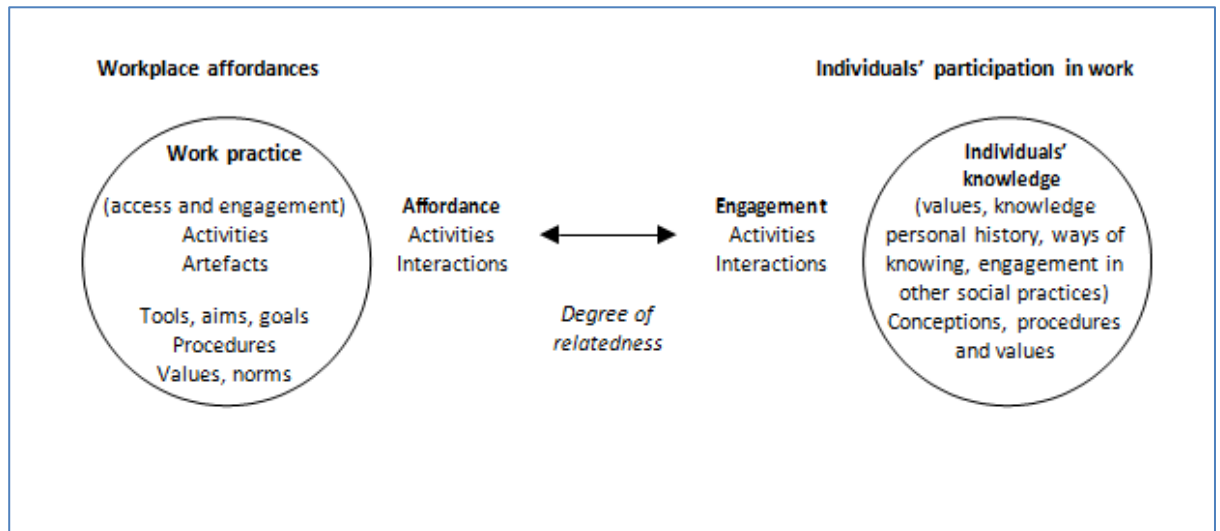 Workplace affordances
Individuals' participation in work
Work practice
(access and engagement)
Activities
Artefacts
Tools, aims, goals
Procedures
Values, norms
Affordance
Activities
Interactions
Degree of
relatedness
Engagement
Activities
Interactions
Individuals'
knowledge
(values, knowledge
personal history, ways of
knowing, engagement in
other social practices)
Conceptions, procedures
and values